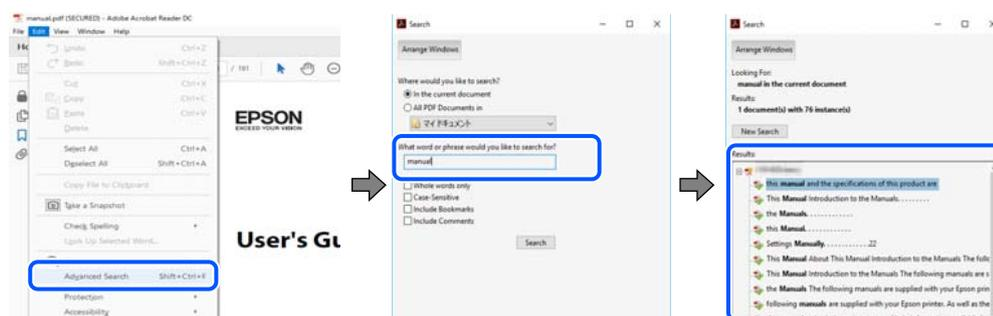 manual.pdf (SECURED) - Adobe Acrobat Reader DC
File Edit View Window Help
Undo Ctrl+Z
Redo Shift+Ctrl+Z
Cut Ctrl+X
Copy Ctrl+C
Paste Ctrl+V
Delete
Select All Ctrl+A
Deselect All Shift+Ctrl+A
Copy File to Clipboard
Take a Snapshot
Check Spelling
Look Up Selected Word...
Advanced Search Shift+Ctrl+F
Protection
Accessibility
/ 181
EPSON
EXCEED YOUR VISION
User's Gu
Search
Arrange Windows
Where would you like to search?
In the current document
All PDF Documents in
マイ ドキュメント
What word or phrase would you like to search for?
manual
Whole words only
Case-Sensitive
Include Bookmarks
Include Comments
Search
Search
Arrange Windows
Looking For:
manual in the current document
Results:
1 document(s) with 76 instance(s)
New Search
Results:
this manual and the specifications of this product are
This Manual Introduction to the Manuals.........
the Manuals.............
this Manual.............
Settings Manually............22
This Manual About This Manual Introduction to the Manuals The follo
This Manual Introduction to the Manuals The following manuals are s
the Manuals The following manuals are supplied with your Epson prin
following manuals are supplied with your Epson printer. As well as the